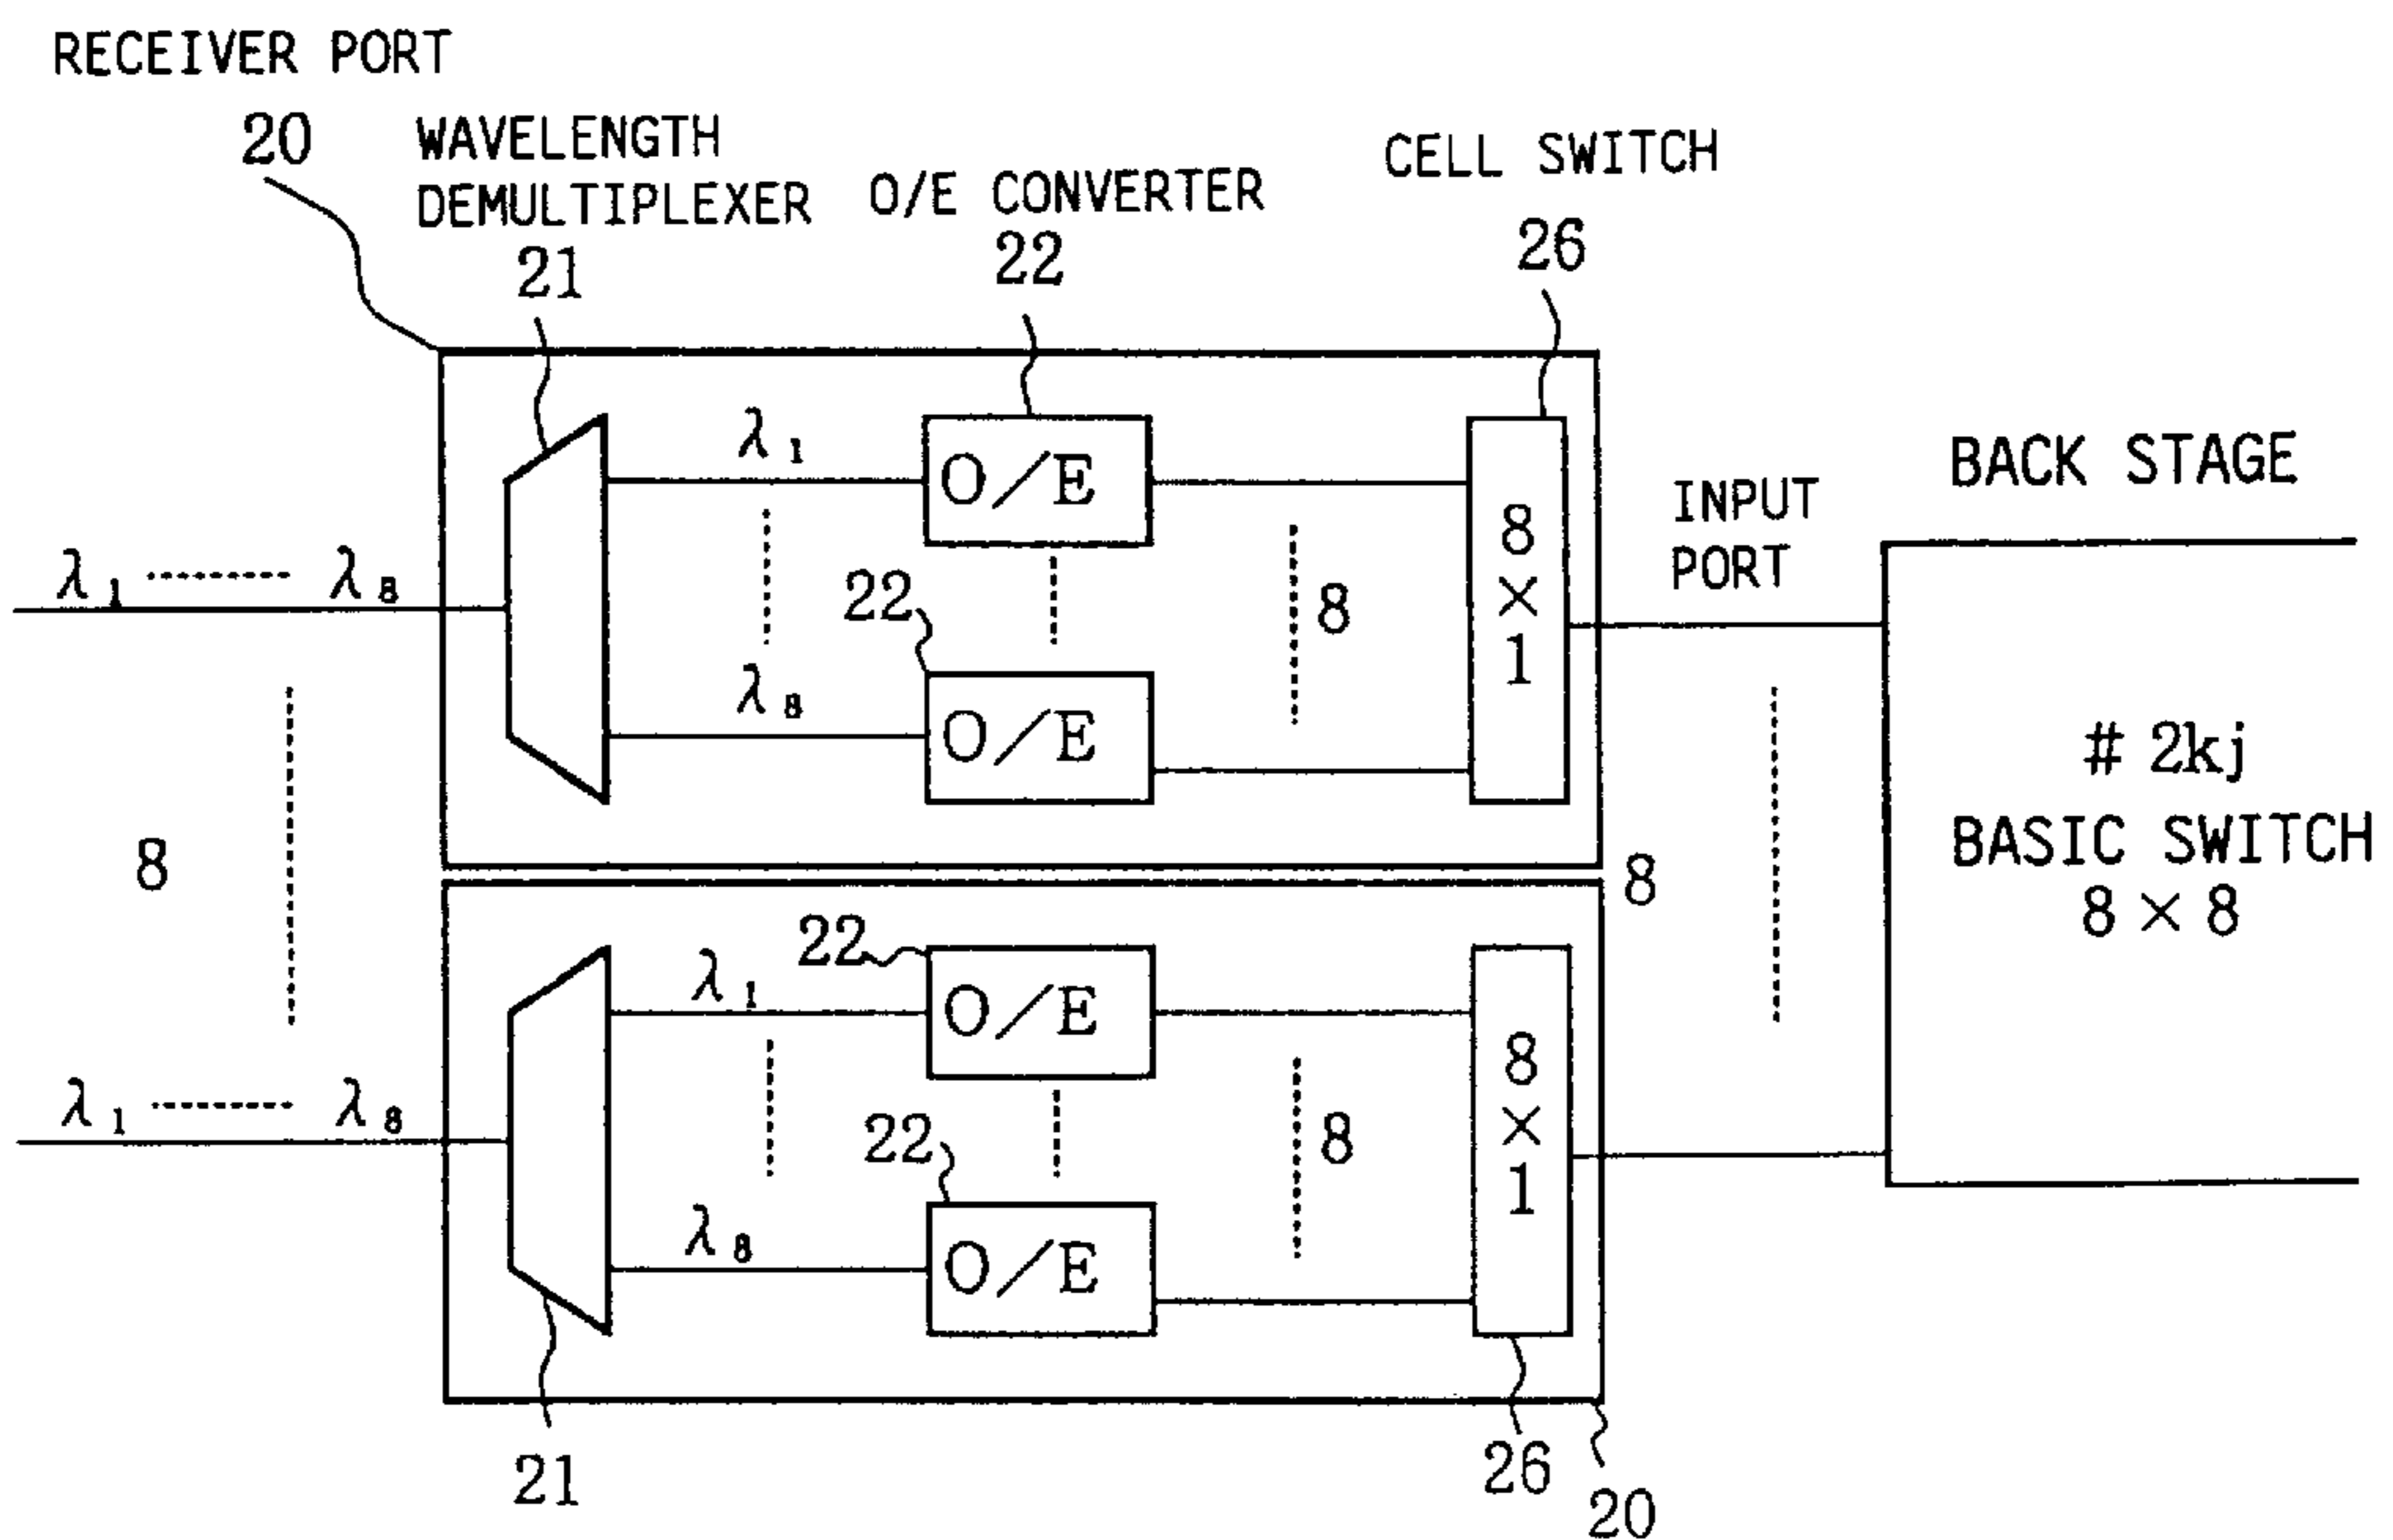 RECEIVER PORT
20
WAVELENGTH
DEMULTIPLEXER
21
O/E CONVERTER
22
CELL SWITCH
26
λ1 λ8
λ1
O/E
22
λ8
O/E
8
8
×
1
INPUT
PORT
BACK STAGE
# 2kj
BASIC SWITCH
8 × 8
8
8
λ1 λ8
λ1
22
O/E
22
λ8
O/E
8
8
×
1
21
26
20